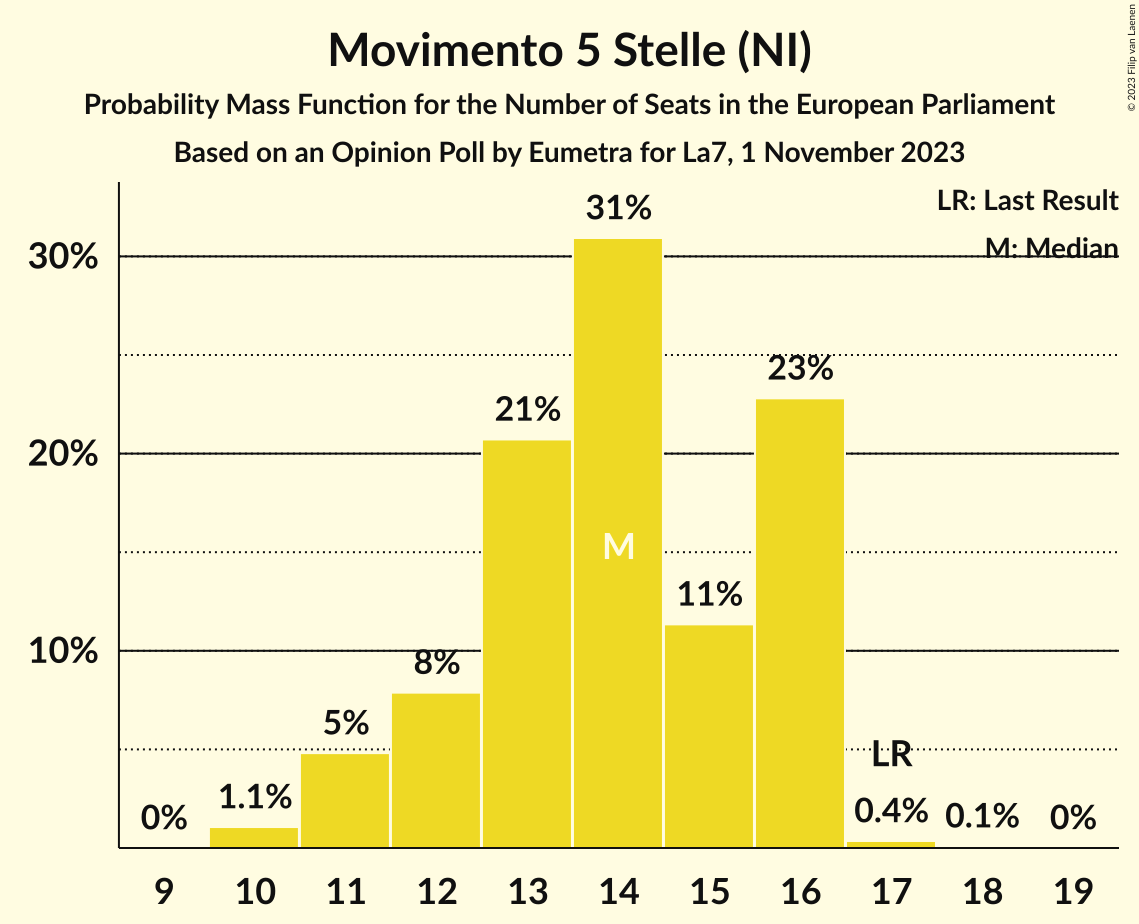 Movimento 5 Stelle (NI)
Probability Mass Function for the Number of Seats in the European Parliament
Based on an Opinion Poll by Eumetra for La7, 1 November 2023
© 2023 Filip van Laenen
LR: Last Result
M: Median
30%
20%
10%
0%
1.1%
5%
8%
21%
31%
M
11%
23%
LR
0.4%
0.1%
0%
9 10 11 12 13 14 15 16 17 18 19